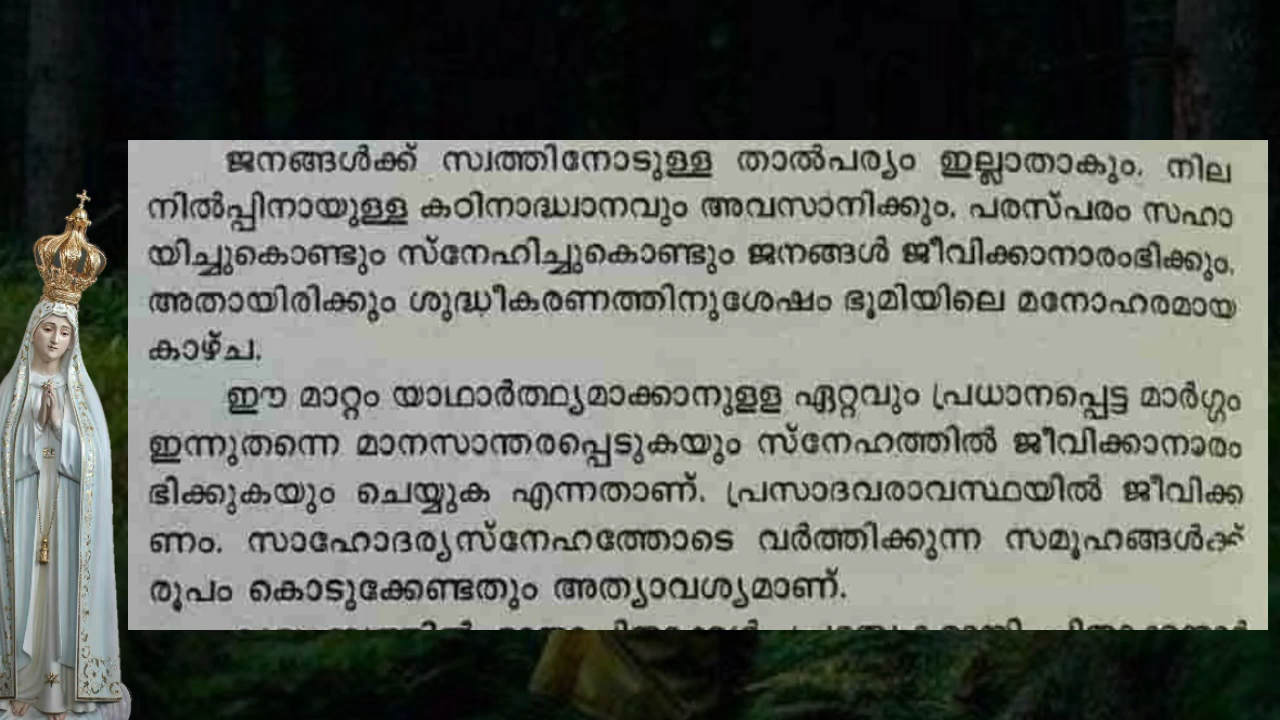 ജനങ്ങൾക്ക് സ്വത്തിനോടുള്ള താൽപര്യം ഇല്ലാതാകും. നില
നിൽപ്പിനായുള്ള കഠിനാദ്ധ്വാനവും അവസാനിക്കും. പരസ്പരം സഹാ
യിച്ചുകൊണ്ടും സ്നേഹിച്ചുകൊണ്ടും ജനങ്ങൾ ജീവിക്കാനാരംഭിക്കും.
അതായിരിക്കും ശുദ്ധീകരണത്തിനുശേഷം ഭൂമിയിലെ മനോഹരമായ
കാഴ്ച.
ഈ മാറ്റം യാഥാർത്ഥ്യമാക്കാനുളള ഏറ്റവും പ്രധാനപ്പെട്ട മാർഗ്ഗം
ഇന്നുതന്നെ മാനസാന്തരപ്പെടുകയും സ്നേഹത്തിൽ ജീവിക്കാനാരം
ഭിക്കുകയും ചെയ്യുക എന്നതാണ്. പ്രസാദവരാവസ്ഥയിൽ ജീവിക്ക
ണം. സാഹോദര്യസ്നേഹത്തോടെ വർത്തിക്കുന്ന സമൂഹങ്ങൾക്ക്
രൂപം കൊടുക്കേണ്ടതും അത്യാവശ്യമാണ്.